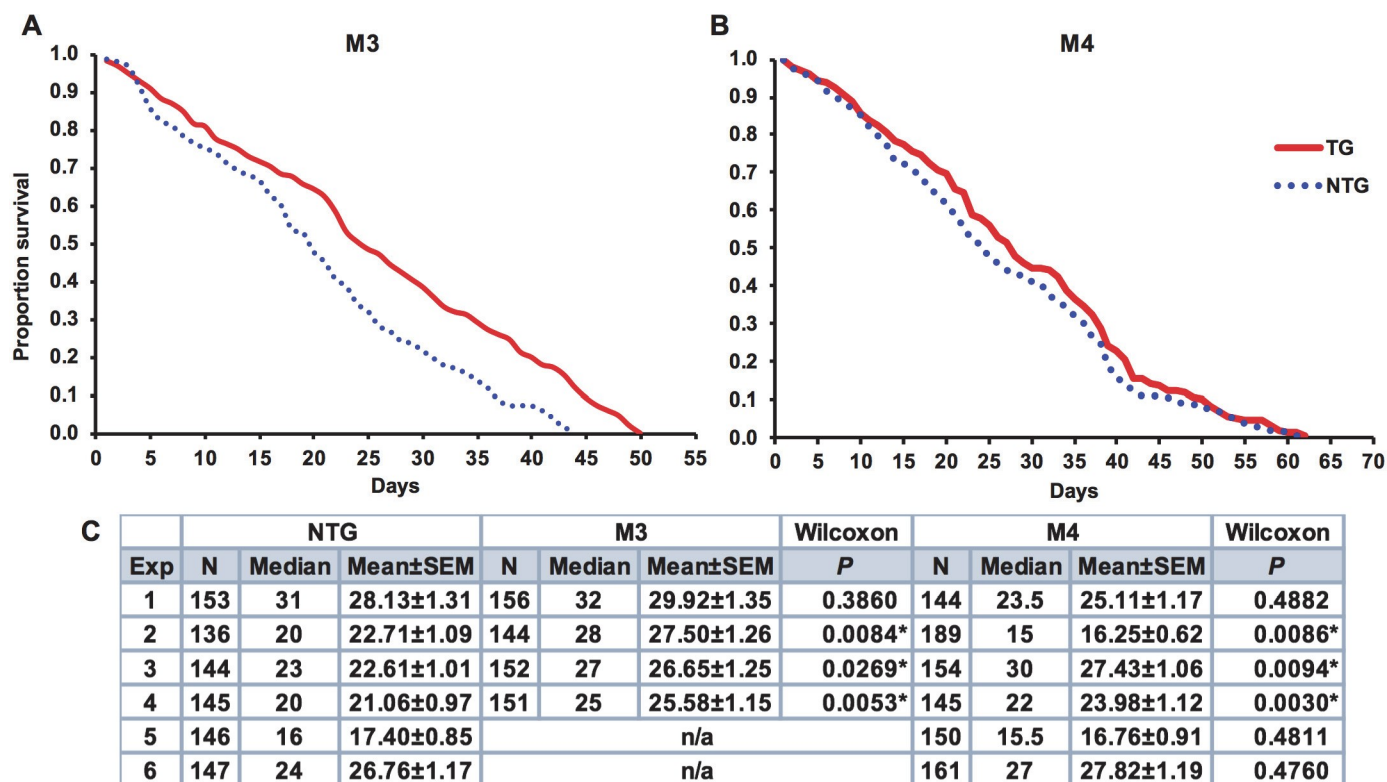 A
M3
1.0
0.9
0.8
0.7
0.6
0.5
0.4
0.3
0.2
0.1
0.0
Proportion survival
0 5 10 15 20 25 30 35 40 45 50 55
Days
B
M4
1.0
0.9
0.8
0.7
0.6
0.5
0.4
0.3
0.2
0.1
0.0
0 5 10 15 20 25 30 35 40 45 50 55 60 65 70
Days
TG
NTG
C
NTG M3 Wilcoxon M4 Wilcoxon
Exp N Median Mean±SEM N Median Mean±SEM P N Median Mean±SEM P
1 153 31 28.13±1.31 156 32 29.92±1.35 0.3860 144 23.5 25.11±1.17 0.4882
2 136 20 22.71±1.09 144 28 27.50±1.26 0.0084* 189 15 16.25±0.62 0.0086*
3 144 23 22.61±1.01 152 27 26.65±1.25 0.0269* 154 30 27.43±1.06 0.0094*
4 145 20 21.06±0.97 151 25 25.58±1.15 0.0053* 145 22 23.98±1.12 0.0030*
5 146 16 17.40±0.85 n/a 150 15.5 16.76±0.91 0.4811
6 147 24 26.76±1.17 n/a 161 27 27.82±1.19 0.4760